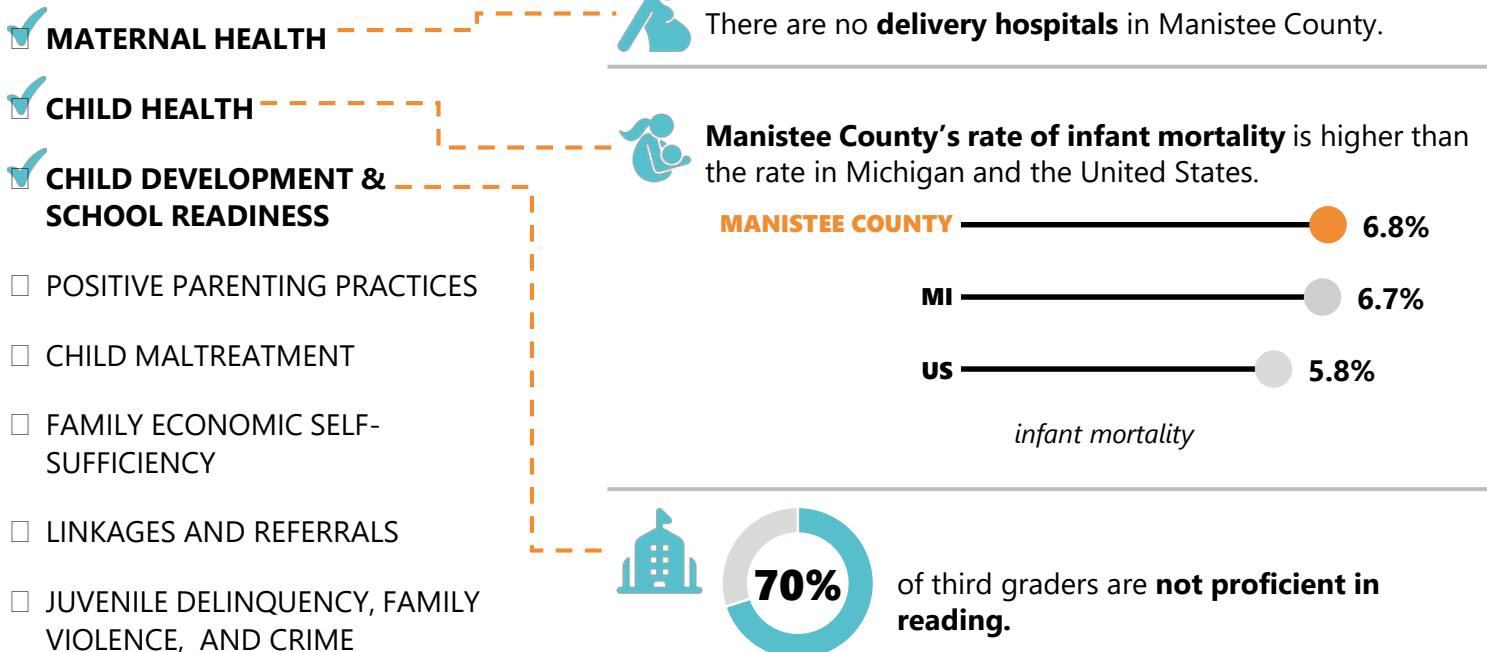 MATERNAL HEALTH
CHILD HEALTH
CHILD DEVELOPMENT &
SCHOOL READINESS
POSITIVE PARENTING PRACTICES
CHILD MALTREATMENT
FAMILY ECONOMIC SELF-
SUFFICIENCY
LINKAGES AND REFERRALS
JUVENILE DELINQUENCY, FAMILY
VIOLENCE, AND CRIME
There are no delivery hospitals in Manistee County.
Manistee County's rate of infant mortality is higher than
the rate in Michigan and the United States.
MANISTEE COUNTY 6.8%
MI 6.7%
US 5.8%
infant mortality
70%
of third graders are not proficient in
reading.